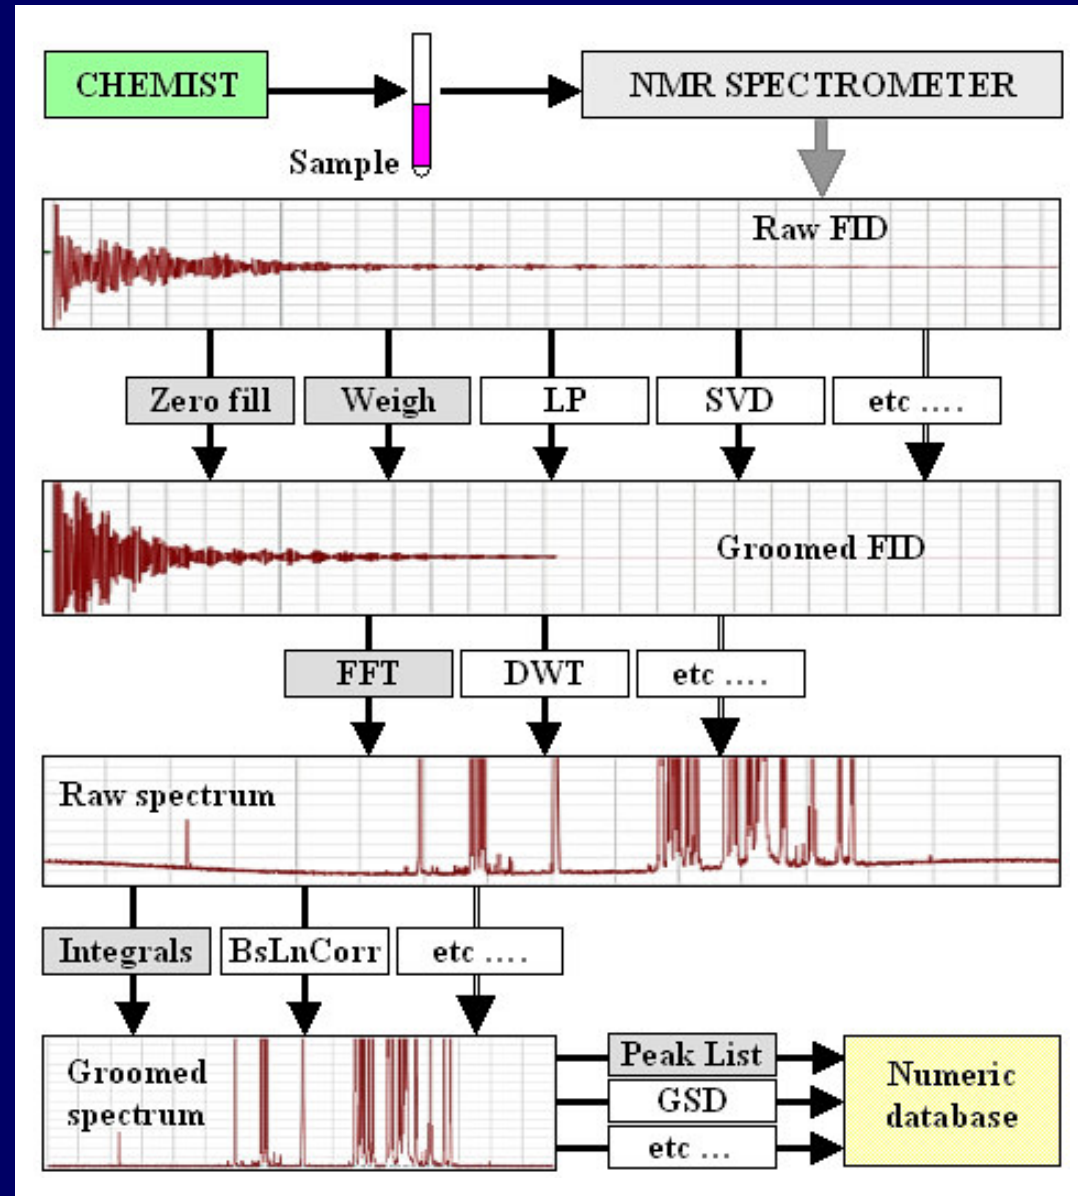 CHEMIST
NMR SPECTROMETER
Sample
Raw FID
Zero fill
Weigh
LP
SVD
etc ....
Groomed FID
FFT
DWT
etc ....
Raw spectrum
Integrals
BsLnCorr
etc ....
Groomed
spectrum
Peak List
GSD
etc ...
Numeric
database